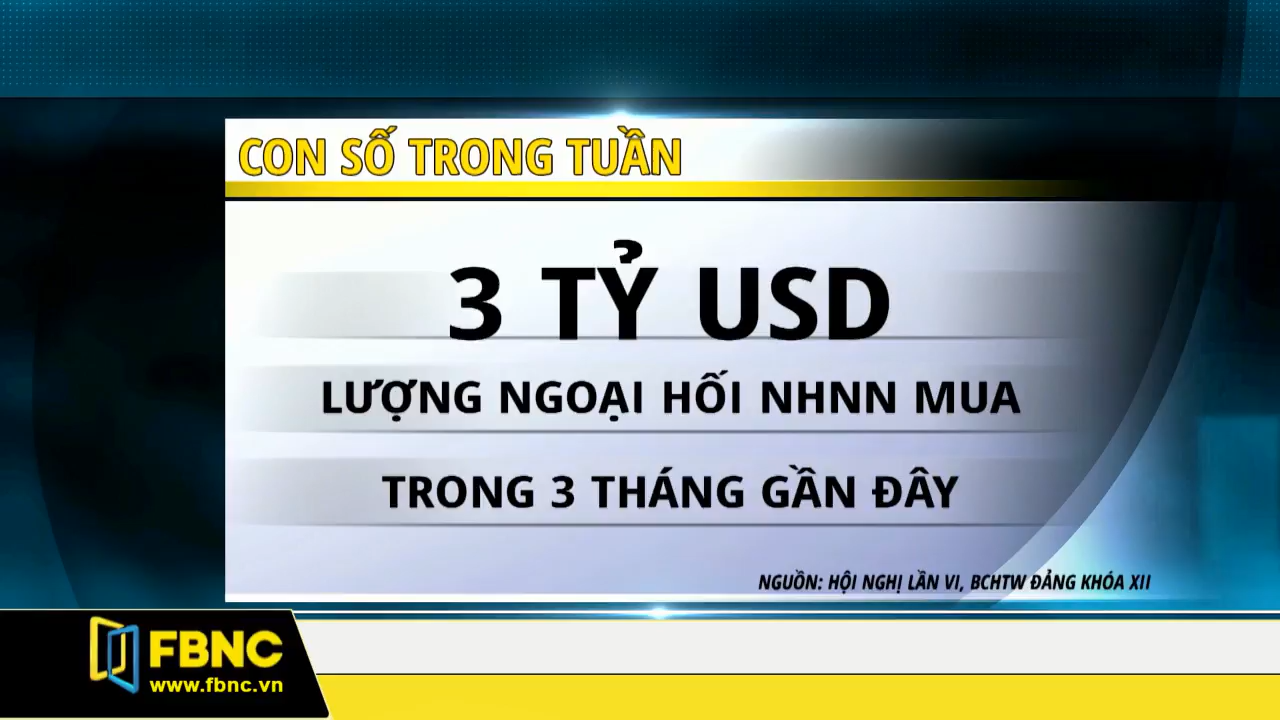 CON SỐ TRONG TUẦN
3 TỶ USD
LƯỢNG NGOẠI HỐI NHNN MUA
TRONG 3 THÁNG GẦN ĐÂY
NGUỒN: HỘI NGHỊ LẦN VI, BCHTW ĐẢNG KHÓA XII
FBNC
www.fbnc.vn